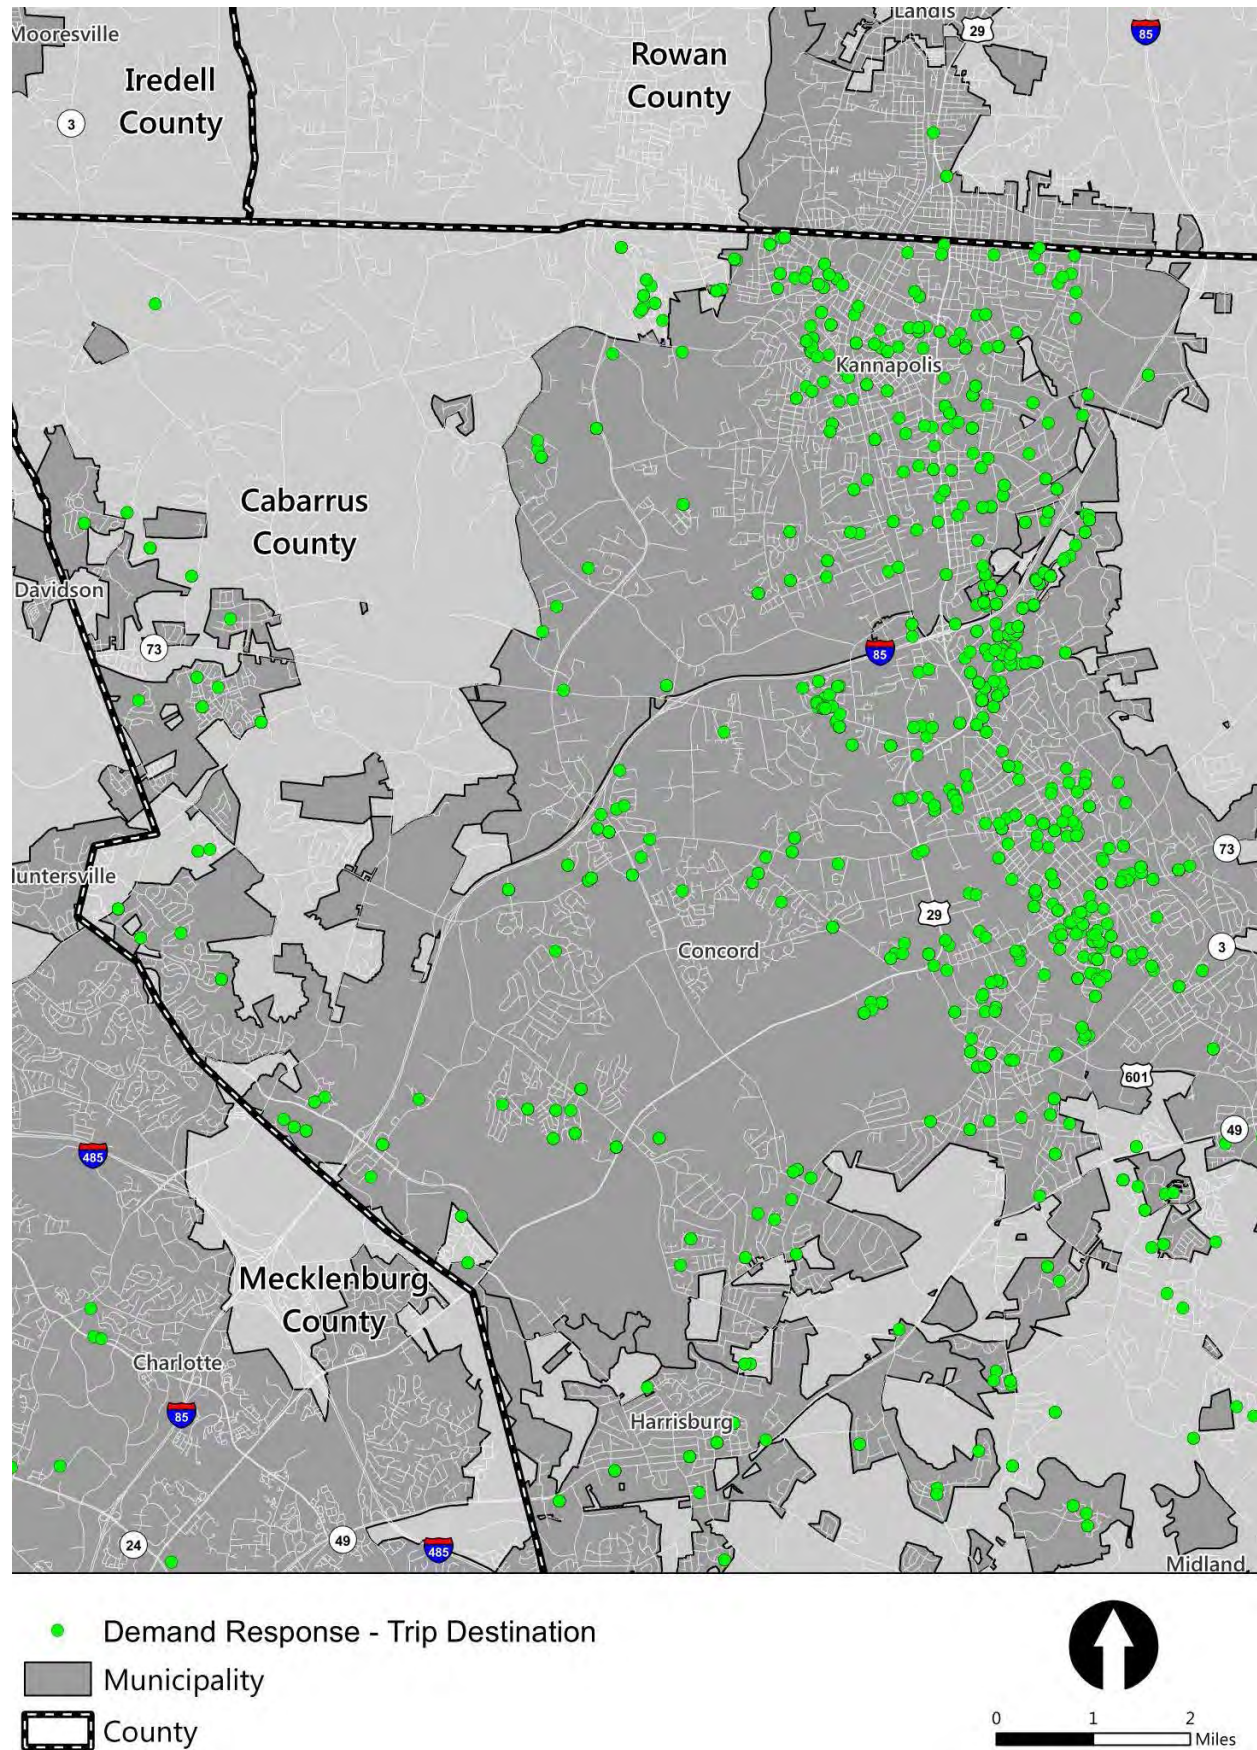 Landis
Mooresville
29
85
Rowan
County
Iredell
County
3
Kannapolis
Cabarrus
County
Davidson
73
85
73
Huntersville
29
3
Concord
601
49
485
Mecklenburg
County
Charlotte
85
Harrisburg
24
49
485
Midland
Demand Response - Trip Destination
Municipality
County
0 1 2
Miles